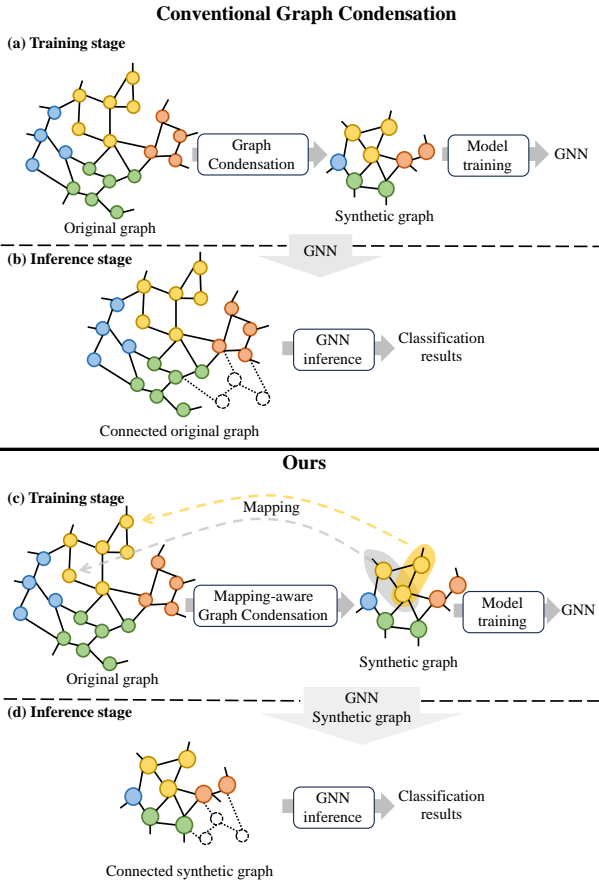 Conventional Graph Condensation
(a) Training stage
Graph
Condensation
Model
training
GNN
Original graph
Synthetic graph
GNN
(b) Inference stage
GNN
inference
Classification
results
Connected original graph
Ours
(c) Training stage
Mapping
Mapping-aware
Graph Condensation
Model
training
GNN
Original graph
Synthetic graph
GNN
Synthetic graph
(d) Inference stage
GNN
inference
Classification
results
Connected synthetic graph